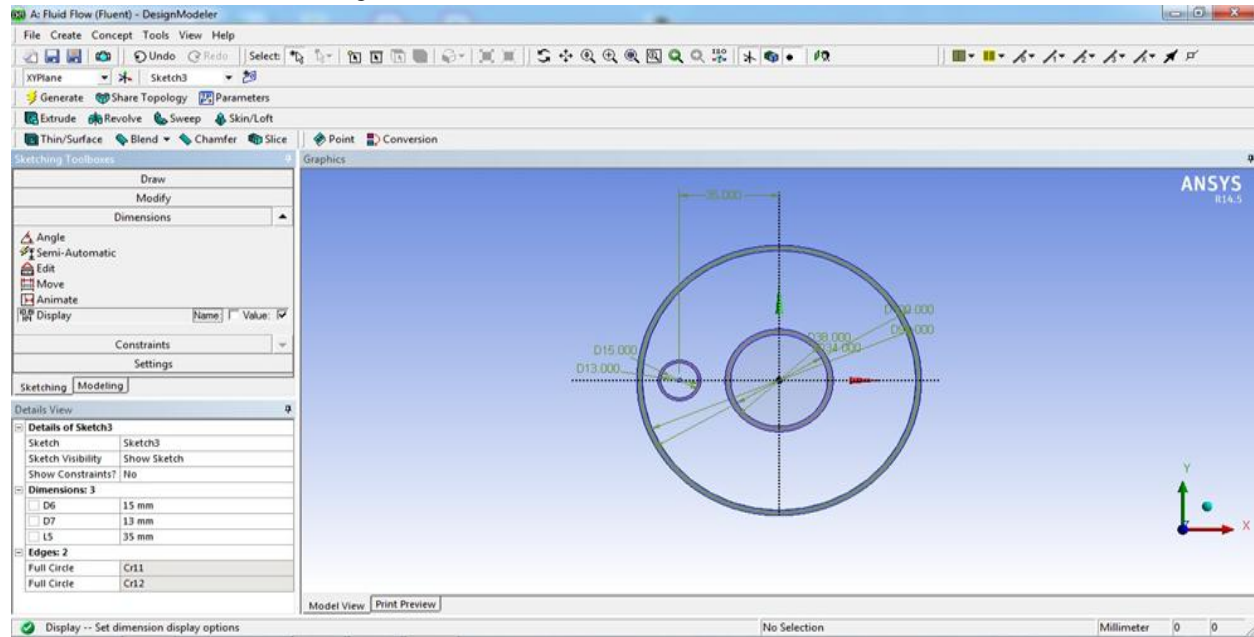 A: Fluid Flow (Fluent) - DesignModeler
File Create Concept Tools View Help
Undo Redo Select:
XYPlane Sketch3
Generate Share Topology Parameters
Extrude Revolve Sweep Skin/Loft
Thin/Surface Blend Chamfer Slice Point Conversion
Sketching Toolboxes
Draw
Modify
Dimensions
Angle
Semi-Automatic
Edit
Move
Animate
Display Name: Value:
Constraints
Settings
Sketching Modeling
Details View
Details of Sketch3
Sketch Sketch3
Sketch Visibility Show Sketch
Show Constraints? No
Dimensions: 3
D6 15 mm
D7 13 mm
L5 35 mm
Edges: 2
Full Circle Cr11
Full Circle Cr12
Graphics
ANSYS
R14.5
35.000
D38.000
D34.000
D15.000
D13.000
Y
X
Model View Print Preview
Display -- Set dimension display options No Selection Millimeter 0 0